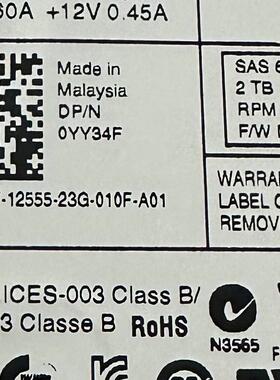 60A +12V 0.45A
Made in
Malaysia
DP/N
0YY34F
-12555-23G-010F-A01
SAS 6
2 TB
RPM
F/W
WARRAN
LABEL O
REMOV
ICES-003 Class B/
3 Classe B RoHS
N3565